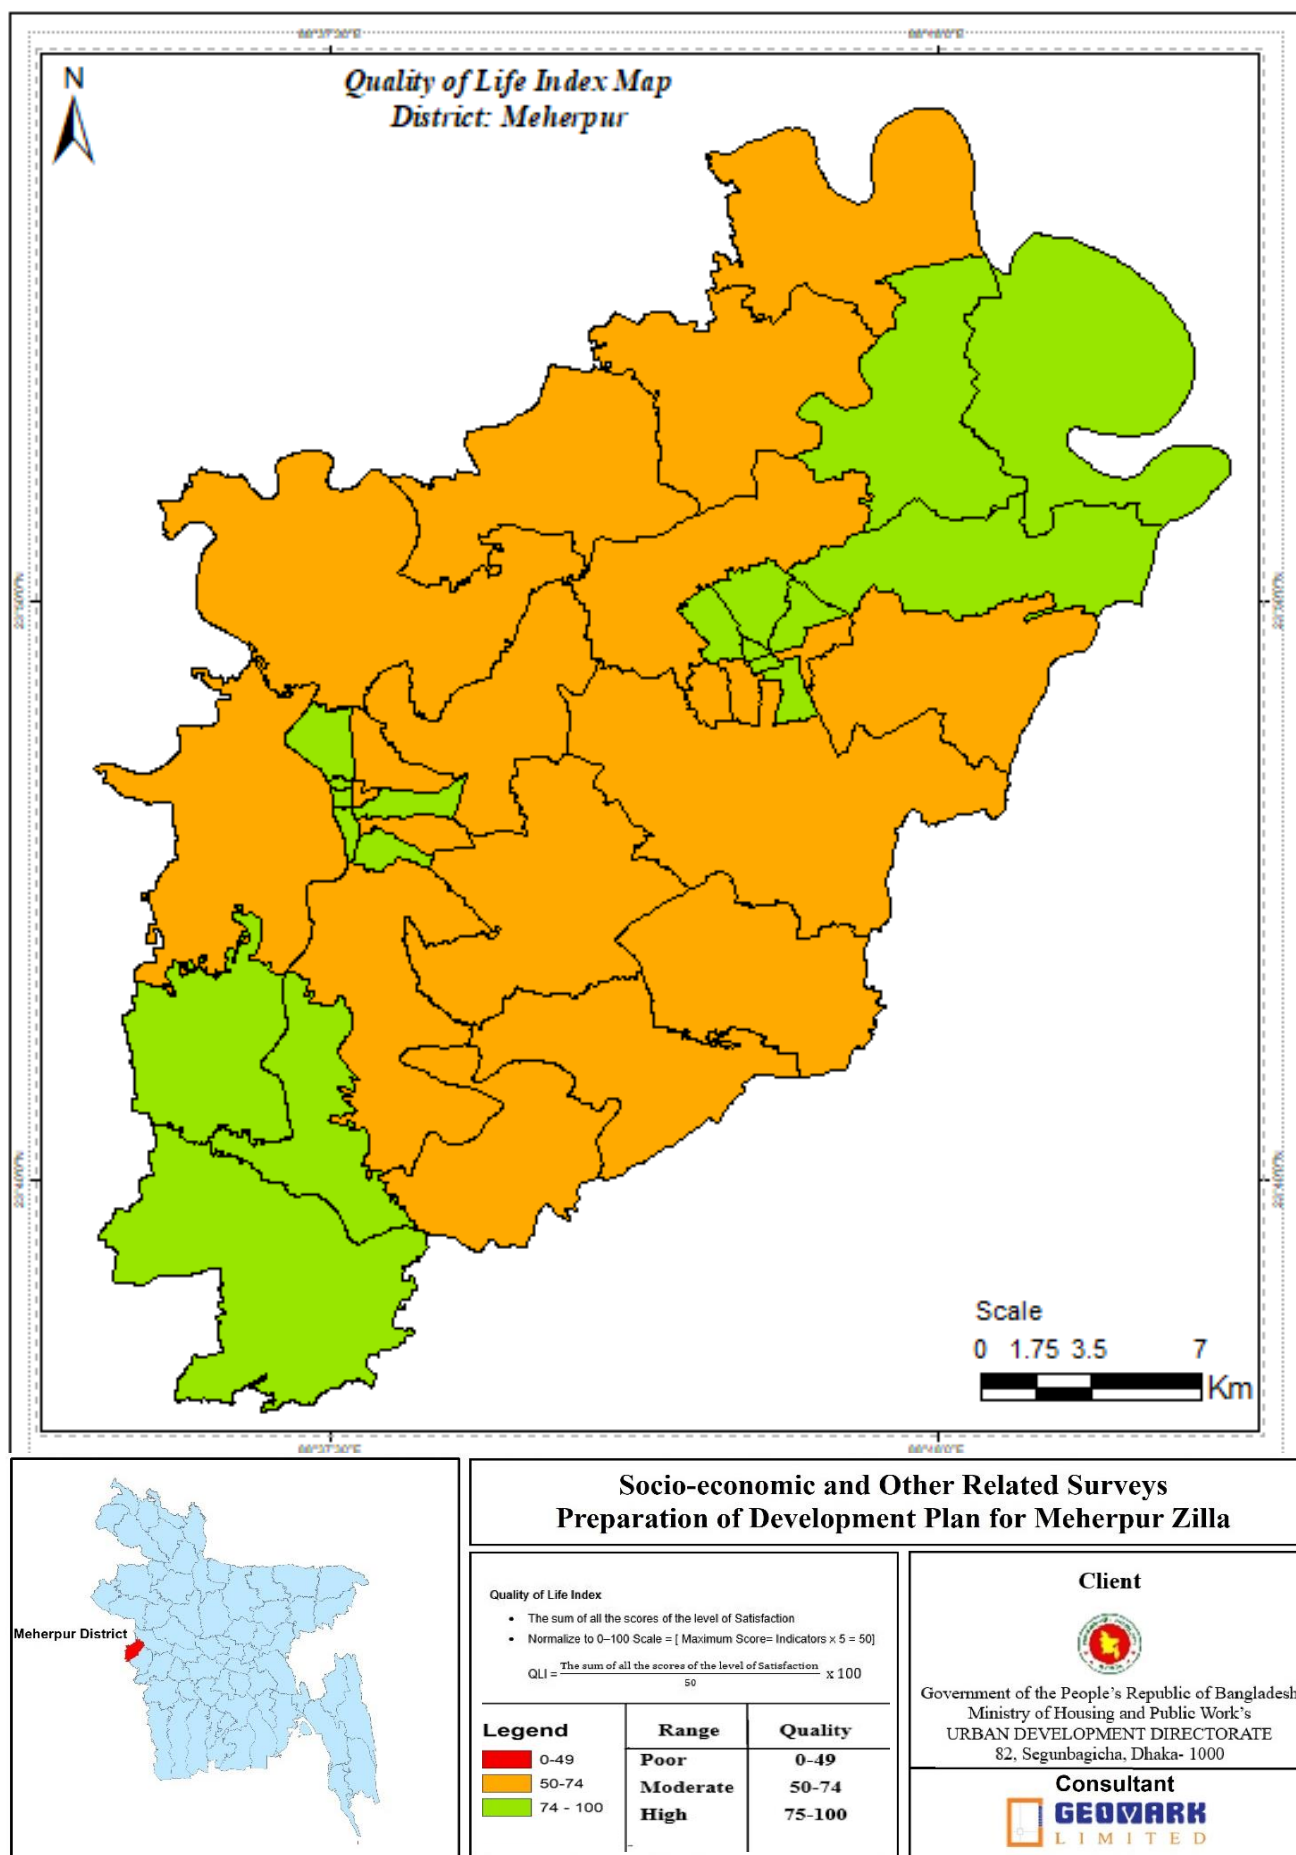 N
Quality of Life Index Map
District: Meherpur
Scale
0 1.75 3.5 7
Km
Meherpur District
Socio-economic and Other Related Surveys
Preparation of Development Plan for Meherpur Zilla
Quality of Life Index
• The sum of all the scores of the level of Satisfaction
• Normalize to 0–100 Scale = [ Maximum Score= Indicators x 5 = 50]
QLI = The sum of all the scores of the level of Satisfaction / 50 x 100
Legend
0-49
50-74
74 - 100
Range Quality
Poor 0-49
Moderate 50-74
High 75-100
Client
Government of the People's Republic of Bangladesh
Ministry of Housing and Public Work's
URBAN DEVELOPMENT DIRECTORATE
82, Segunbagicha, Dhaka- 1000
Consultant
GEOMARK
LIMITED